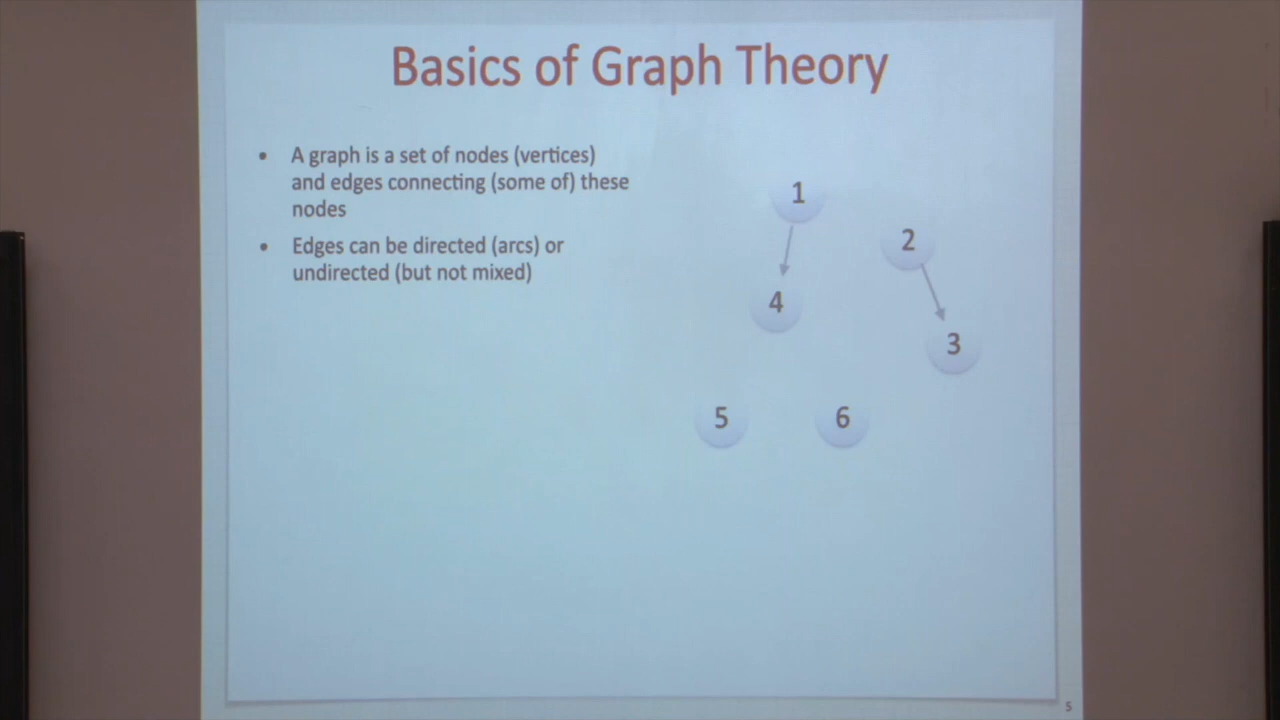 Basics of Graph Theory
• A graph is a set of nodes (vertices)
and edges connecting (some of) these
nodes
• Edges can be directed (arcs) or
undirected (but not mixed)
1
2
4
3
5
6
5